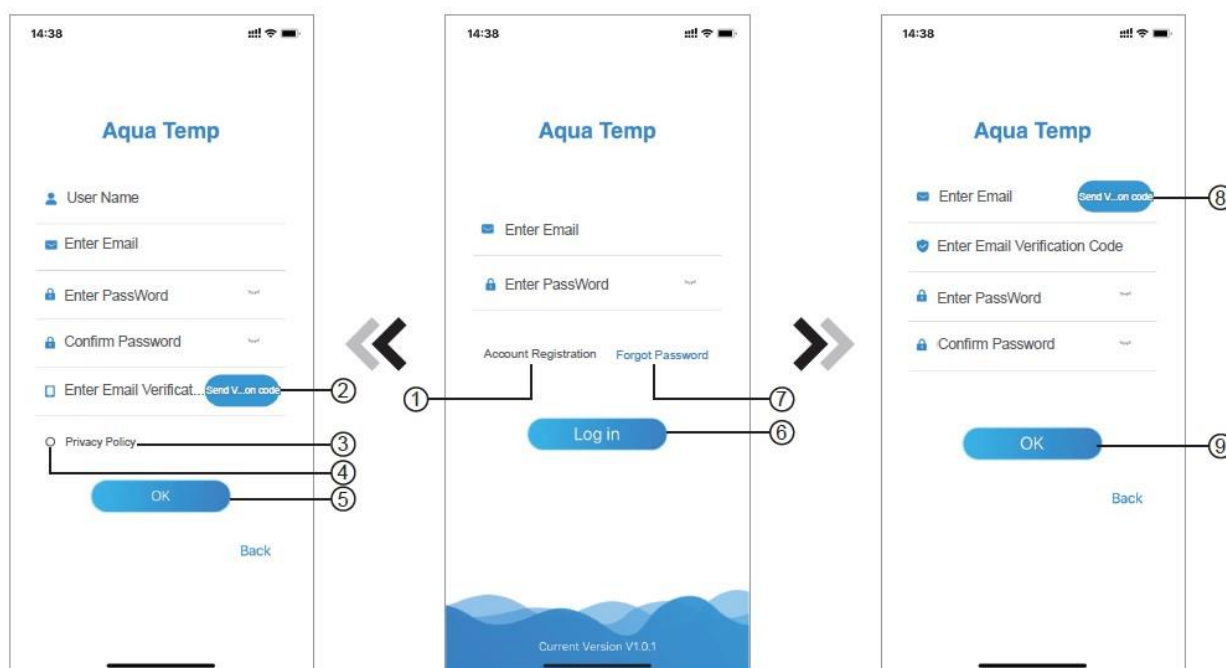 14:38
Aqua Temp
User Name
Enter Email
Enter PassWord
Confirm Password
Enter Email Verificat... Send V...on code
②
Privacy Policy
③
④
OK
⑤
Back
14:38
Aqua Temp
Enter Email
Enter PassWord
Account Registration Forgot Password
① ⑦
Log in
⑥
Current Version V1.0.1
14:38
Aqua Temp
Enter Email Send V...on code
⑧
Enter Email Verification Code
Enter PassWord
Confirm Password
OK
⑨
Back